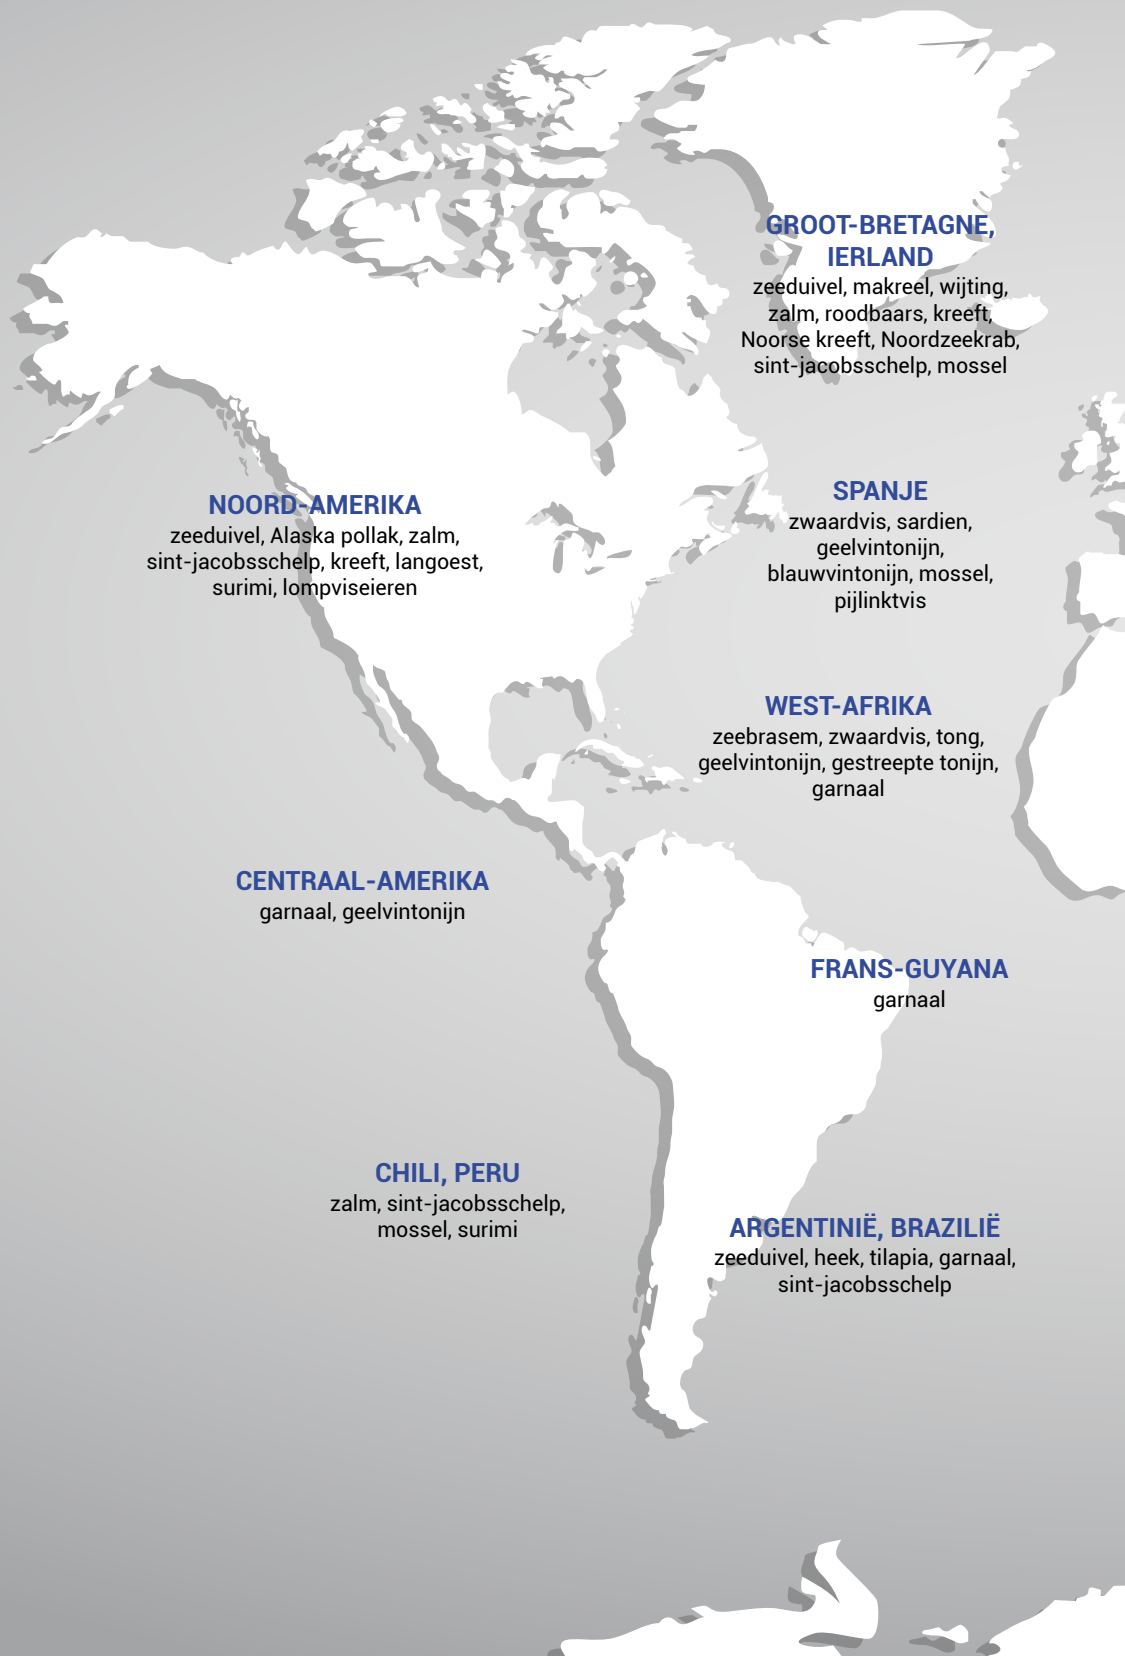 GROOT-BRETAGNE,
IERLAND
zeeduivel, makreel, wijting,
zalm, roodbaars, kreeft,
Noorse kreeft, Noordzeekrab,
sint-jacobsschelp, mossel
NOORD-AMERIKA
zeeduivel, Alaska pollak, zalm,
sint-jacobsschelp, kreeft, langoest,
surimi, lompviseieren
SPANJE
zwaardvis, sardien,
geelvintonijn,
blauwvintonijn, mossel,
pijlinktvis
WEST-AFRIKA
zeebrasem, zwaardvis, tong,
geelvintonijn, gestreepte tonijn,
garnaal
CENTRAAL-AMERIKA
garnaal, geelvintonijn
FRANS-GUYANA
garnaal
CHILI, PERU
zalm, sint-jacobsschelp,
mossel, surimi
ARGENTINIË, BRAZILIË
zeeduivel, heek, tilapia, garnaal,
sint-jacobsschelp